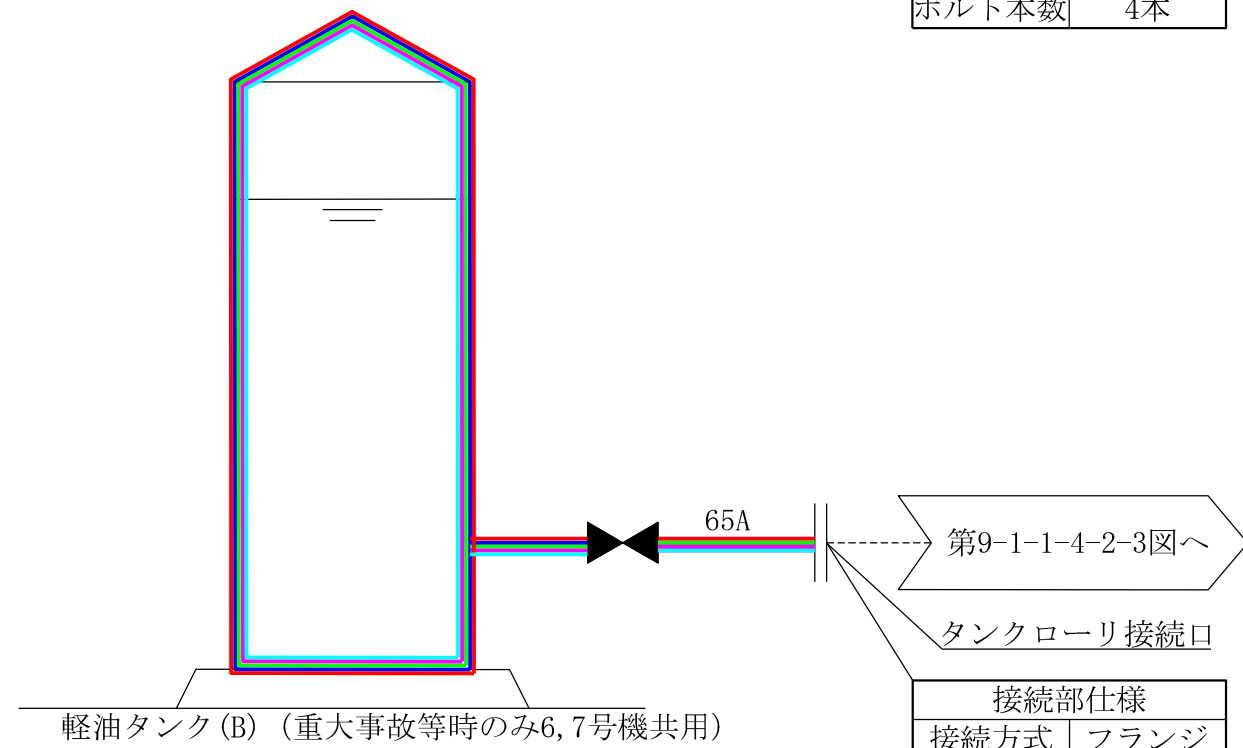 ボルト本数 4本
65A
第9-1-1-4-2-3図へ
タンクローリ接続口
接続部仕様
接続方式 フランジ
軽油タンク(B) (重大事故等時のみ6,7号機共用)